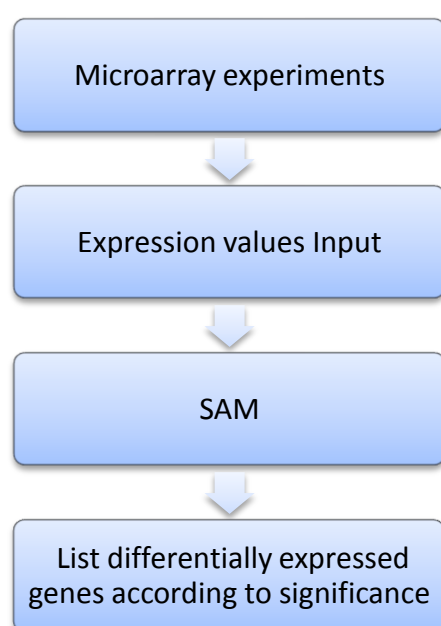 Microarray experiments
Expression values Input
SAM
List differentially expressed
genes according to significance